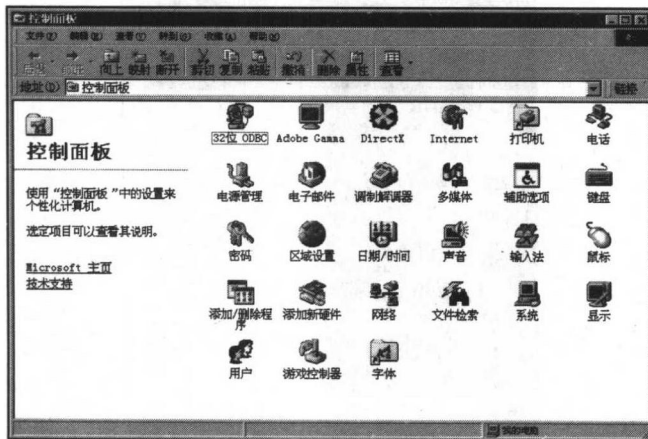 控制面板
文件(F) 编辑(E) 查看(V) 转到(G) 收藏(A) 帮助(H)
后退 前进 向上 映射 断开 剪切 复制 粘贴 撤消 删除 属性 查看
地址(D) 控制面板 链接
控制面板
使用“控制面板”中的设置来
个性化计算机。
选定项目可以查看其说明。
Microsoft 主页
技术支持
32位 ODBC Adobe Gamma DirectX Internet 打印机 电话
电源管理 电子邮件 调制解调器 多媒体 辅助选项 键盘
密码 区域设置 日期/时间 声音 输入法 鼠标
添加/删除程
序 添加新硬件 网络 文件检索 系统 显示
用户 游戏控制器 字体
我的电脑